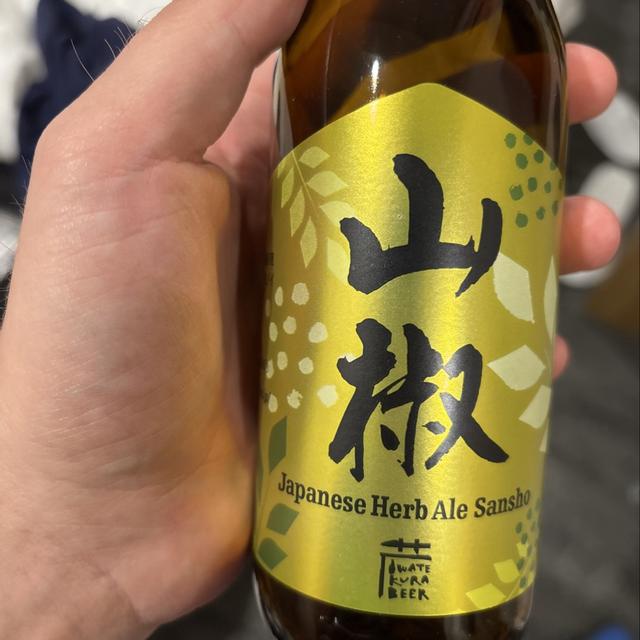 山
椒
Japanese Herb Ale Sansho
IWATE
KURA
BEER